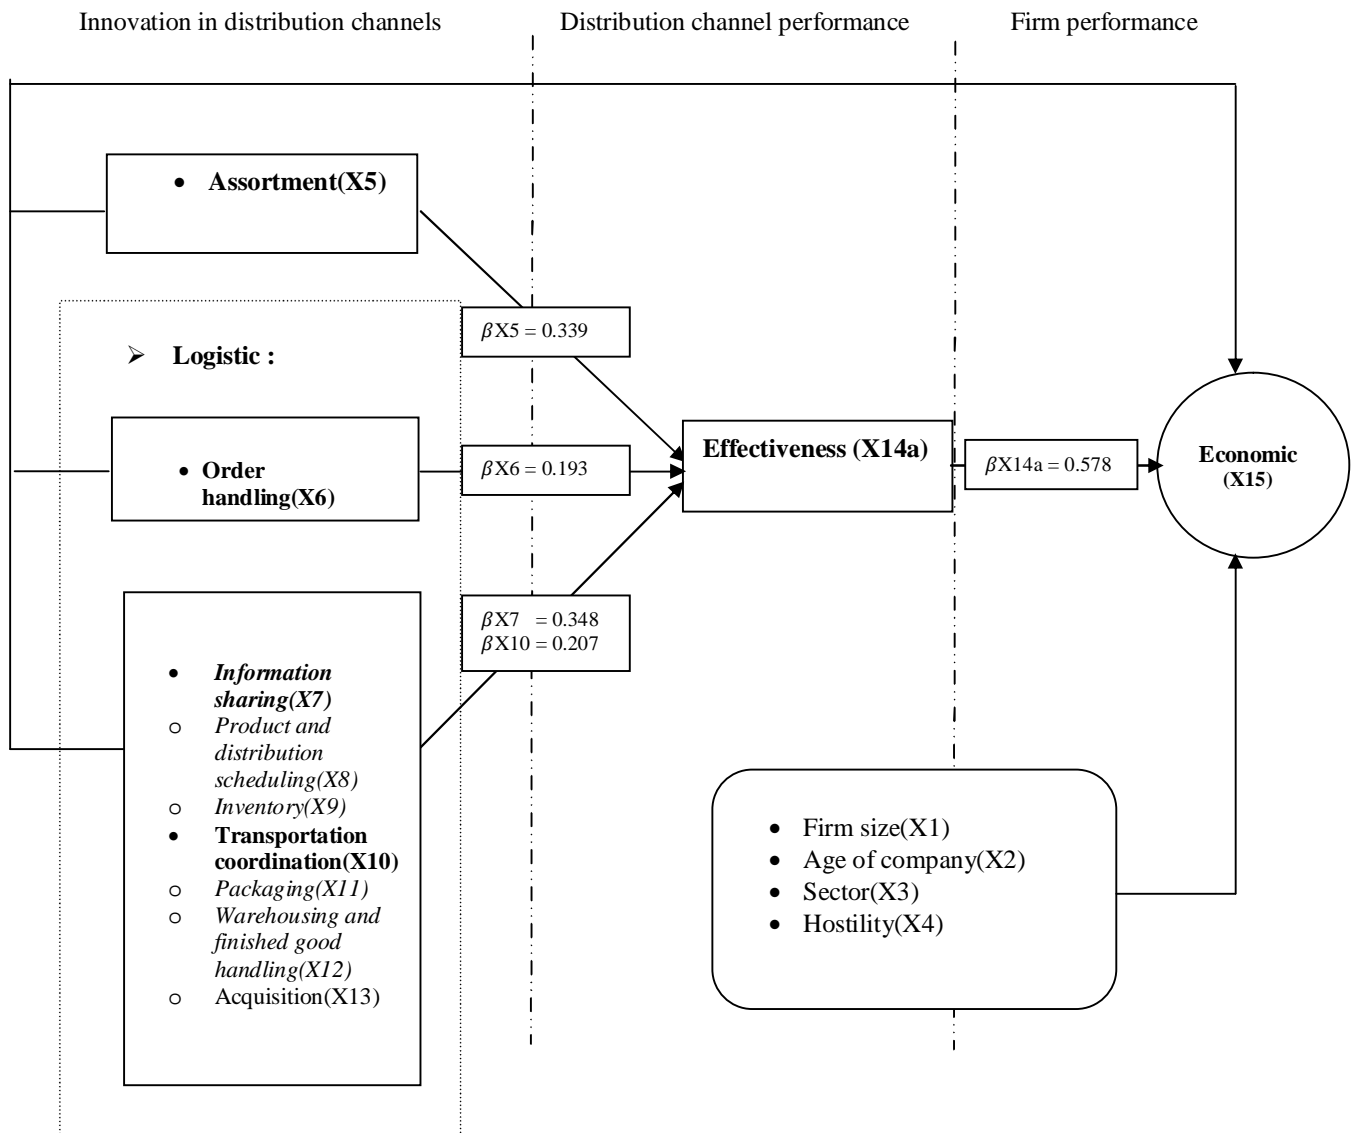 Innovation in distribution channels
Distribution channel performance
Firm performance
• Assortment(X5)
βX5 = 0.339
➢ Logistic :
• Order
handling(X6)
βX6 = 0.193
Effectiveness (X14a)
βX14a = 0.578
Economic
(X15)
βX7 = 0.348
βX10 = 0.207
• Information
sharing(X7)
o Product and
distribution
scheduling(X8)
o Inventory(X9)
• Transportation
coordination(X10)
o Packaging(X11)
o Warehousing and
finished good
handling(X12)
o Acquisition(X13)
• Firm size(X1)
• Age of company(X2)
• Sector(X3)
• Hostility(X4)